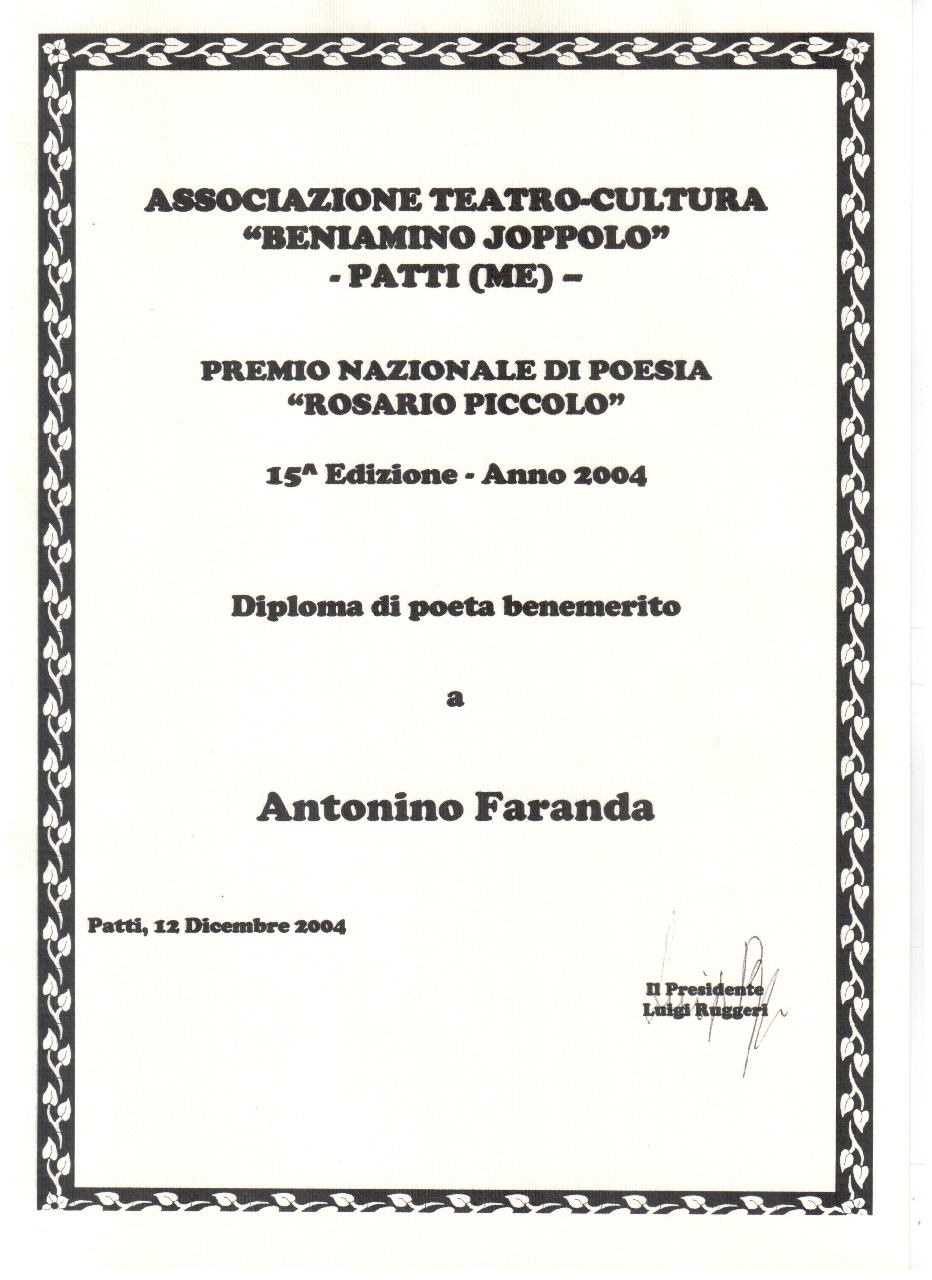 ASSOCIAZIONE TEATRO-CULTURA
“BENIAMINO JOPPOLO”
- PATTI (ME) –
PREMIO NAZIONALE DI POESIA
“ROSARIO PICCOLO”
15^ Edizione - Anno 2004
Diploma di poeta benemerito
a
Antonino Faranda
Patti, 12 Dicembre 2004
Il Presidente
Luigi Ruggeri